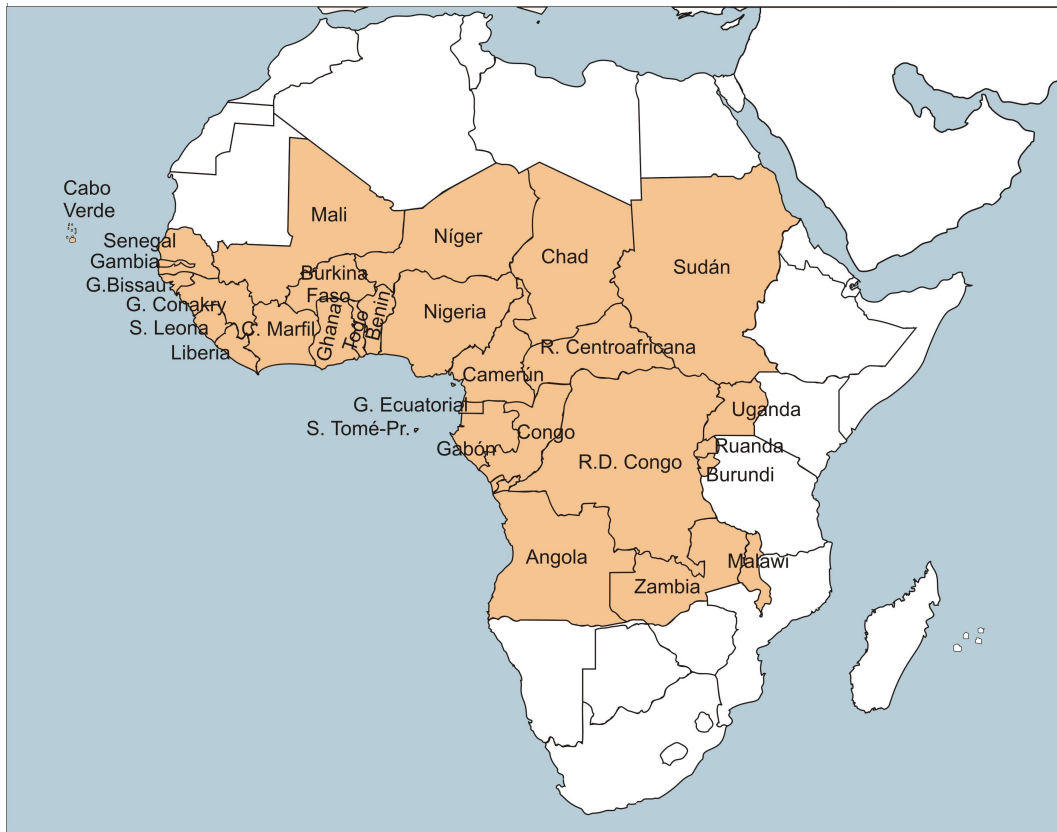 Cabo
Verde
Mali
Níger
Chad
Sudán
Senegal
Gambia
G.Bissau
G. Conakry
S. Leona
Liberia
C. Marfil
Burkina
Faso
Ghana
Togo
Benin
Nigeria
R. Centroafricana
Camerún
G. Ecuatorial
S. Tomé-Pr.
Gabón
Congo
R.D. Congo
Uganda
Ruanda
Burundi
Angola
Zambia
Malawi